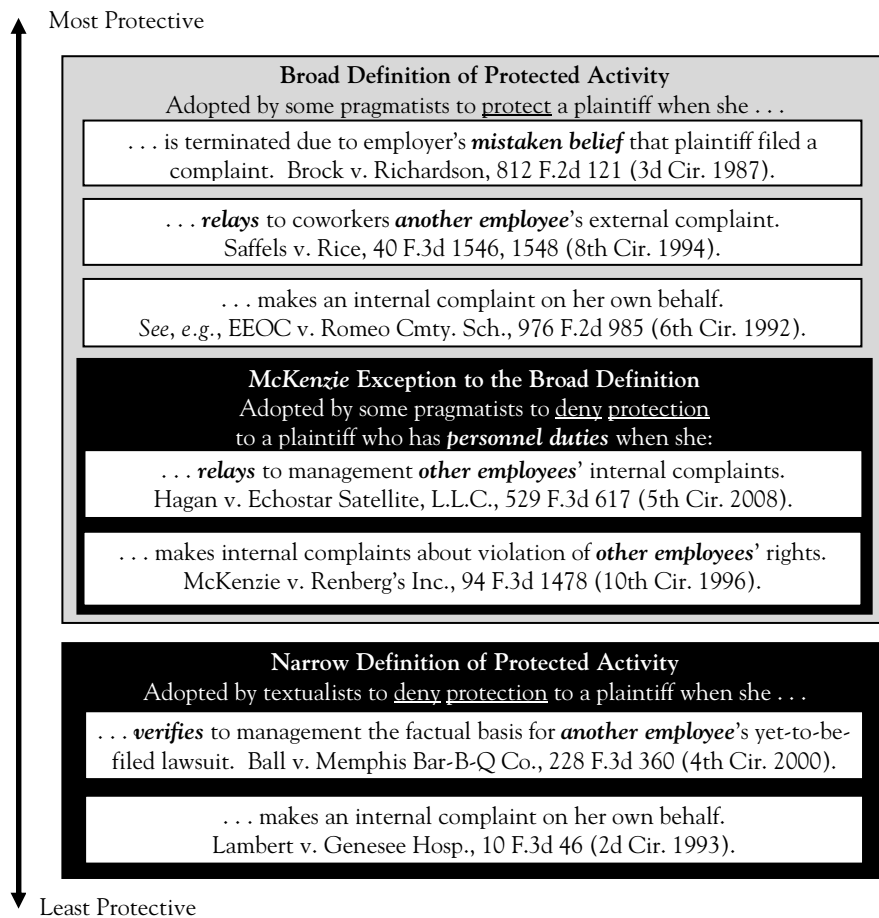 Most Protective
Broad Definition of Protected Activity
Adopted by some pragmatists to protect a plaintiff when she . . .
. . . is terminated due to employer's mistaken belief that plaintiff filed a
complaint. Brock v. Richardson, 812 F.2d 121 (3d Cir. 1987).
. . . relays to coworkers another employee's external complaint.
Saffels v. Rice, 40 F.3d 1546, 1548 (8th Cir. 1994).
. . . makes an internal complaint on her own behalf.
See, e.g., EEOC v. Romeo Cmty. Sch., 976 F.2d 985 (6th Cir. 1992).
McKenzie Exception to the Broad Definition
Adopted by some pragmatists to deny protection
to a plaintiff who has personnel duties when she:
. . . relays to management other employees' internal complaints.
Hagan v. Echostar Satellite, L.L.C., 529 F.3d 617 (5th Cir. 2008).
. . . makes internal complaints about violation of other employees' rights.
McKenzie v. Renberg's Inc., 94 F.3d 1478 (10th Cir. 1996).
Narrow Definition of Protected Activity
Adopted by textualists to deny protection to a plaintiff when she . . .
. . . verifies to management the factual basis for another employee's yet-to-be-
filed lawsuit. Ball v. Memphis Bar-B-Q Co., 228 F.3d 360 (4th Cir. 2000).
. . . makes an internal complaint on her own behalf.
Lambert v. Genesee Hosp., 10 F.3d 46 (2d Cir. 1993).
Least Protective